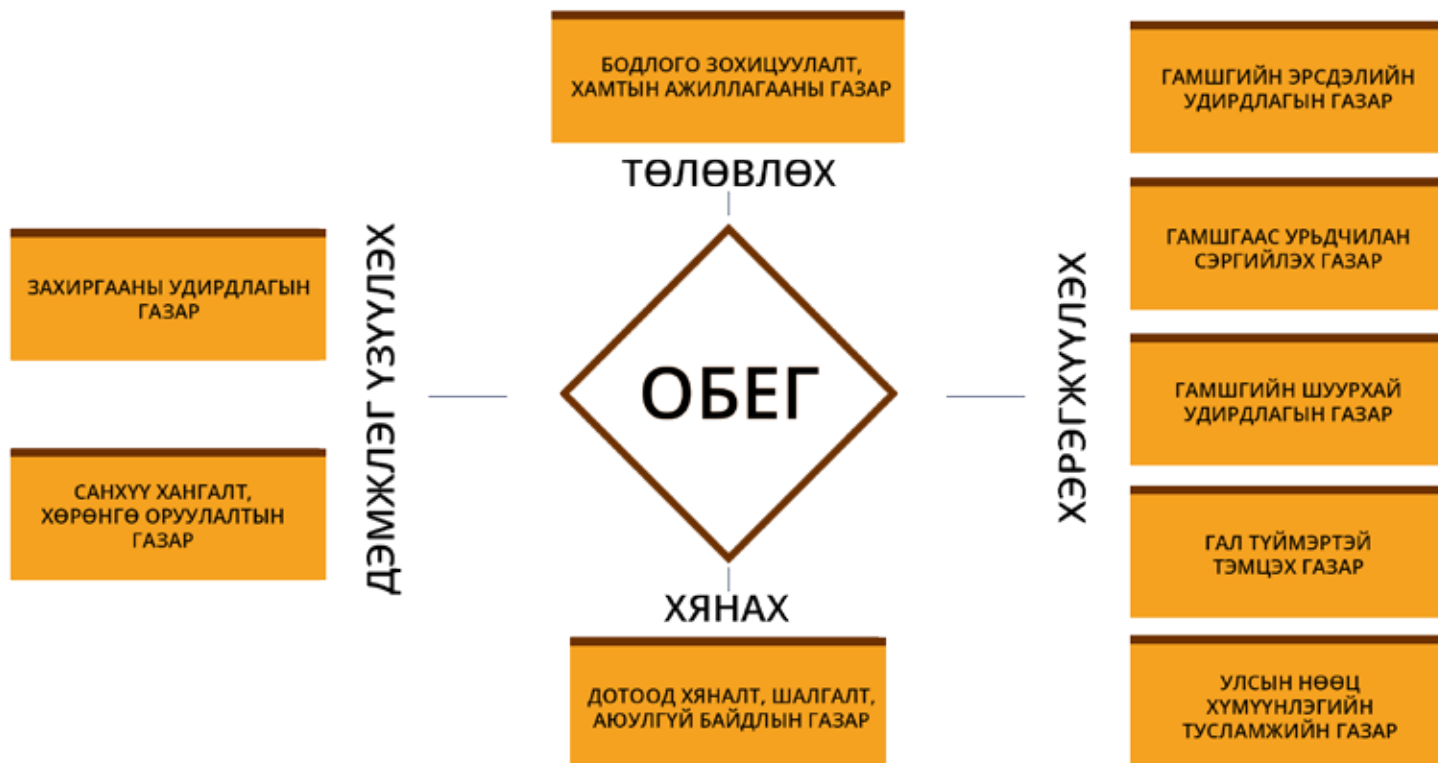 БОДЛОГО ЗОХИЦУУЛАЛТ,
ХАМТЫН АЖИЛЛАГААНЫ ГАЗАР
ТӨЛӨВЛӨХ
ЗАХИРГААНЫ УДИРДЛАГЫН
ГАЗАР
САНХҮҮ ХАНГАЛТ,
ХӨРӨНГӨ ОРУУЛАЛТЫН
ГАЗАР
ДЭМЖЛЭГ ҮЗҮҮЛЭХ
ОБЕГ
ХЯНАХ
ДОТООД ХЯНАЛТ, ШАЛГАЛТ,
АЮУЛГҮЙ БАЙДЛЫН ГАЗАР
ХЭРЭГЖҮҮЛЭХ
ГАМШГИЙН ЭРСДЭЛИЙН
УДИРДЛАГЫН ГАЗАР
ГАМШГААС УРЬДЧИЛАН
СЭРГИЙЛЭХ ГАЗАР
ГАМШГИЙН ШУУРХАЙ
УДИРДЛАГЫН ГАЗАР
ГАЛ ТҮЙМЭРТЭЙ
ТЭМЦЭХ ГАЗАР
УЛСЫН НӨӨЦ
ХҮМҮҮНЛЭГИЙН
ТУСЛАМЖИЙН ГАЗАР